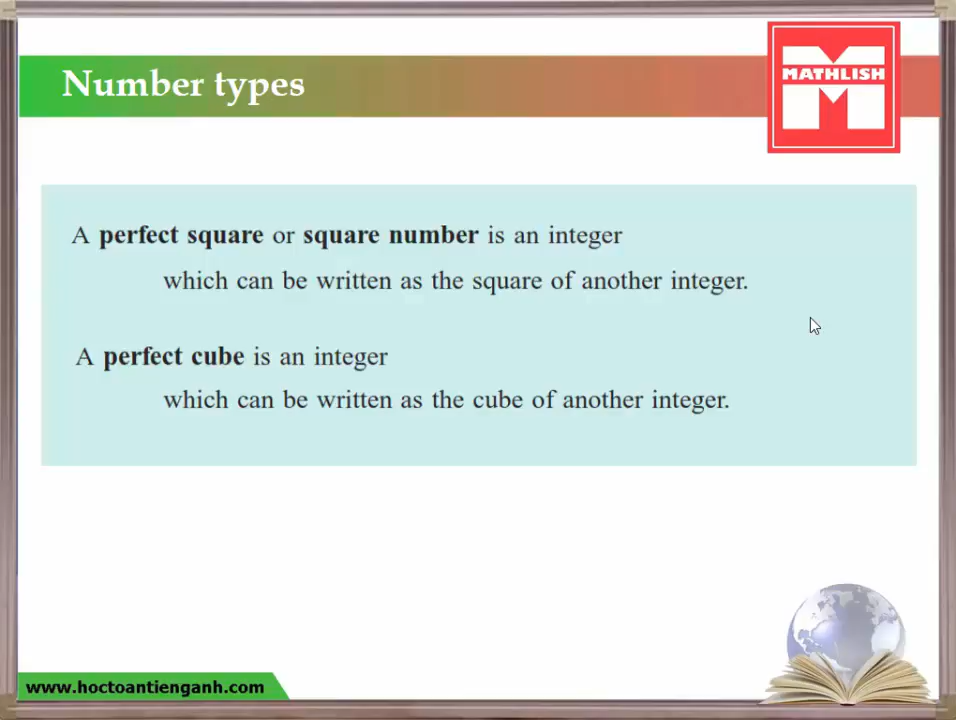 Number types
MATHLISH
A perfect square or square number is an integer
which can be written as the square of another integer.
A perfect cube is an integer
which can be written as the cube of another integer.
www.hoctoantienganh.com